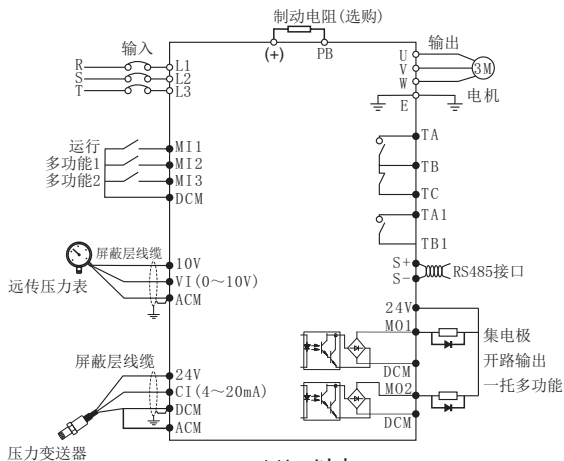 制动电阻(选购)
(+) PB
输入
R S T
L1
L2
L3
输出
U
V
W
3M
E
电机
运行
多功能1
多功能2
MI1
MI2
MI3
DCM
TA
TB
TC
TA1
TB1
屏蔽层线缆
远传压力表
10V
VI(0～10V)
ACM
S+
S-
RS485接口
24V
MO1
DCM
MO2
DCM
集电极
开路输出
一托多功能
屏蔽层线缆
压力变送器
24V
CI(4～20mA)
DCM
ACM